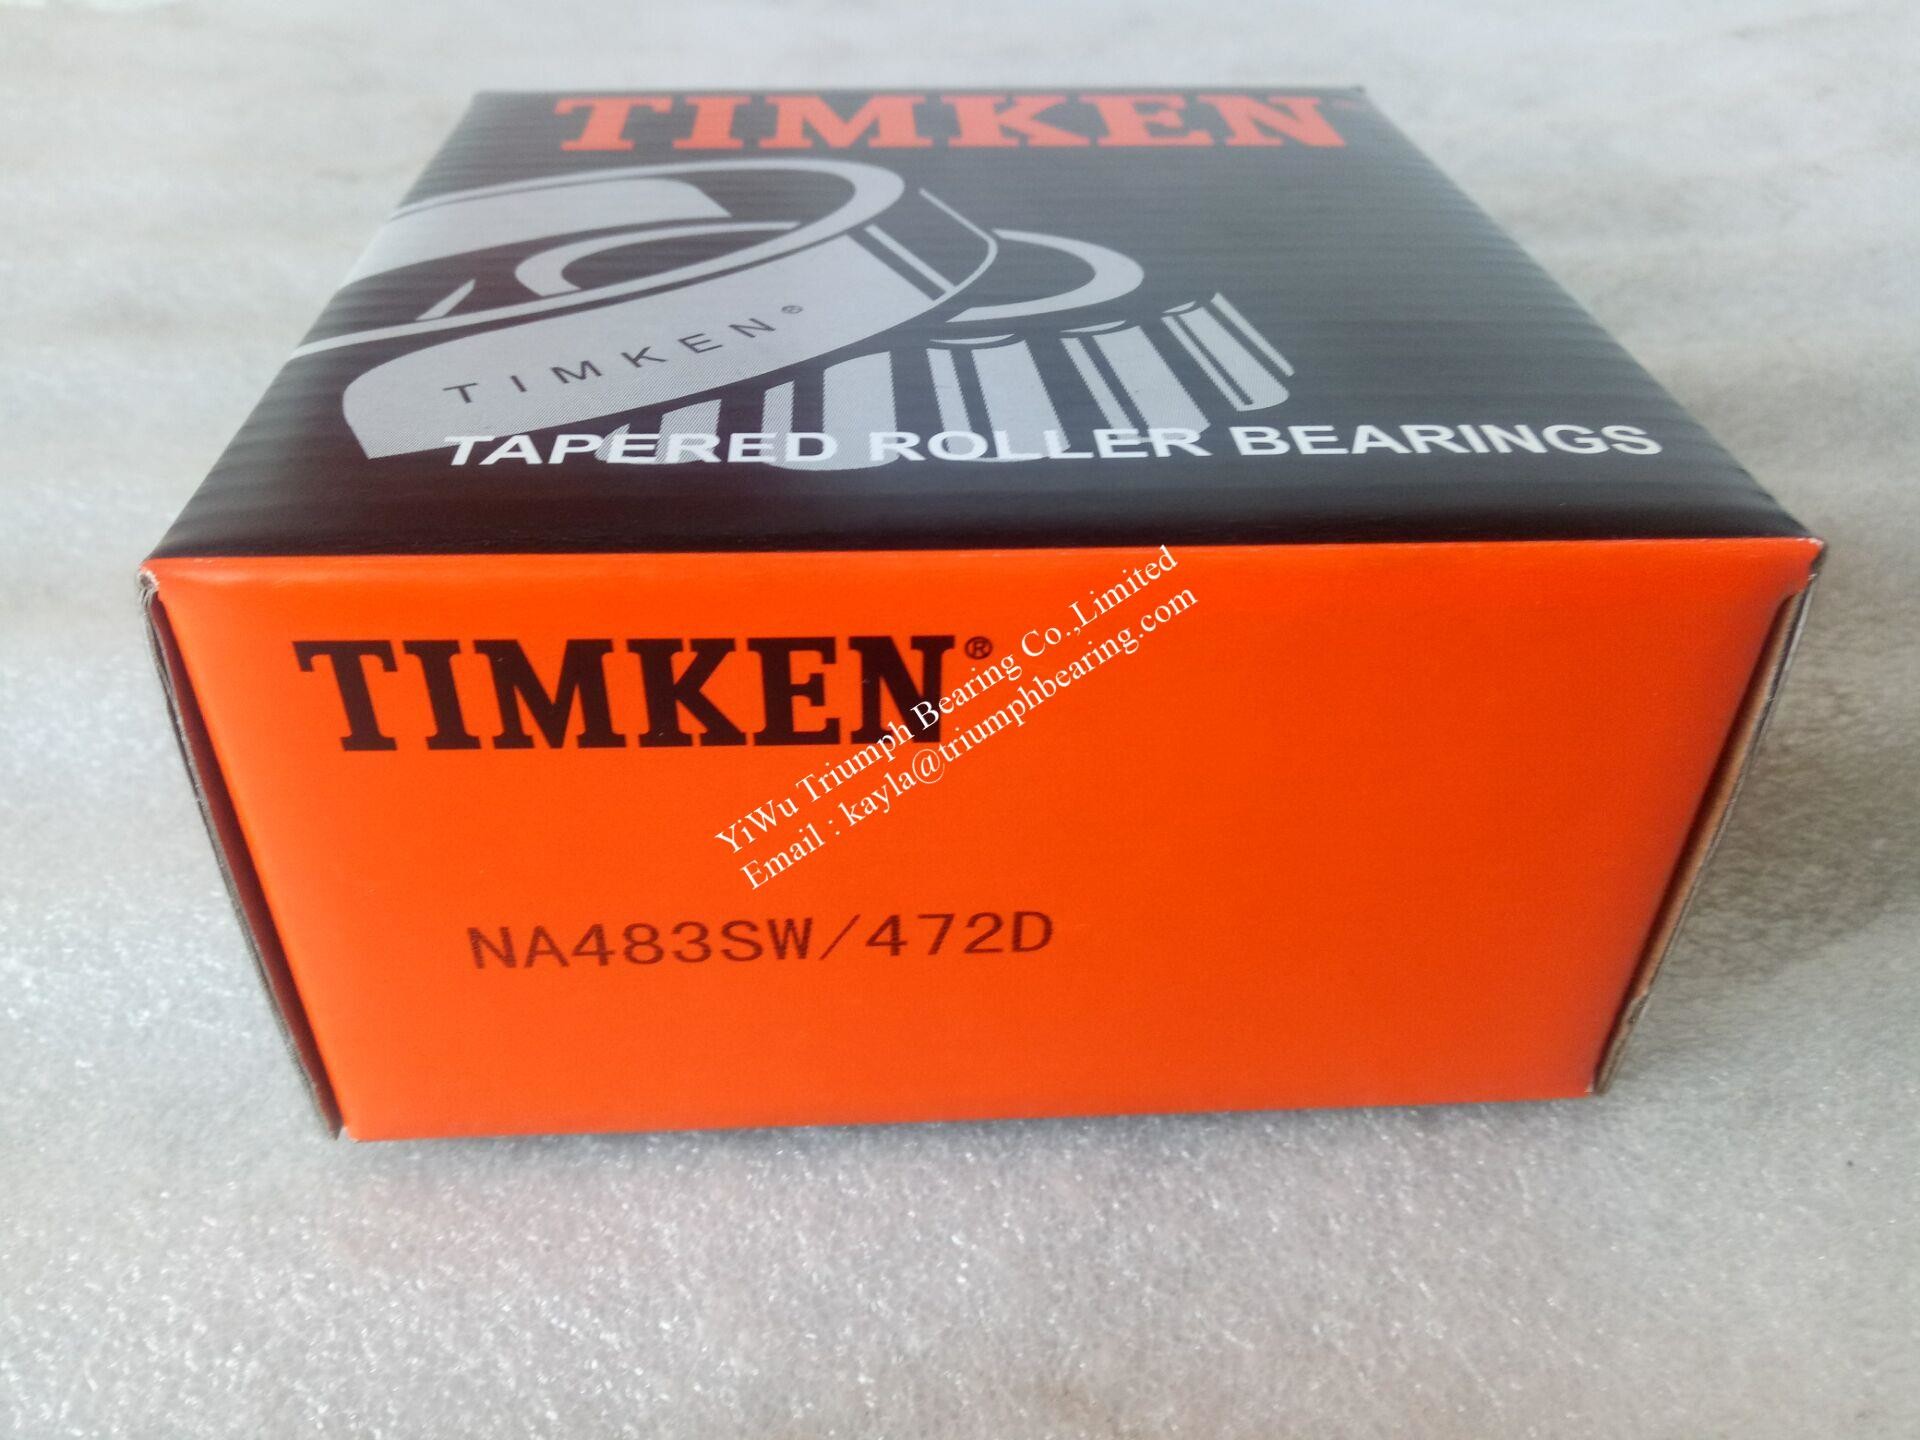 TIMKEN
TIMKEN®
TAPERED ROLLER BEARINGS
TIMKEN®
YiWu Triumph Bearing Co.,Limited
Email : kayla@triumphbearing.com
NA483SW/472D